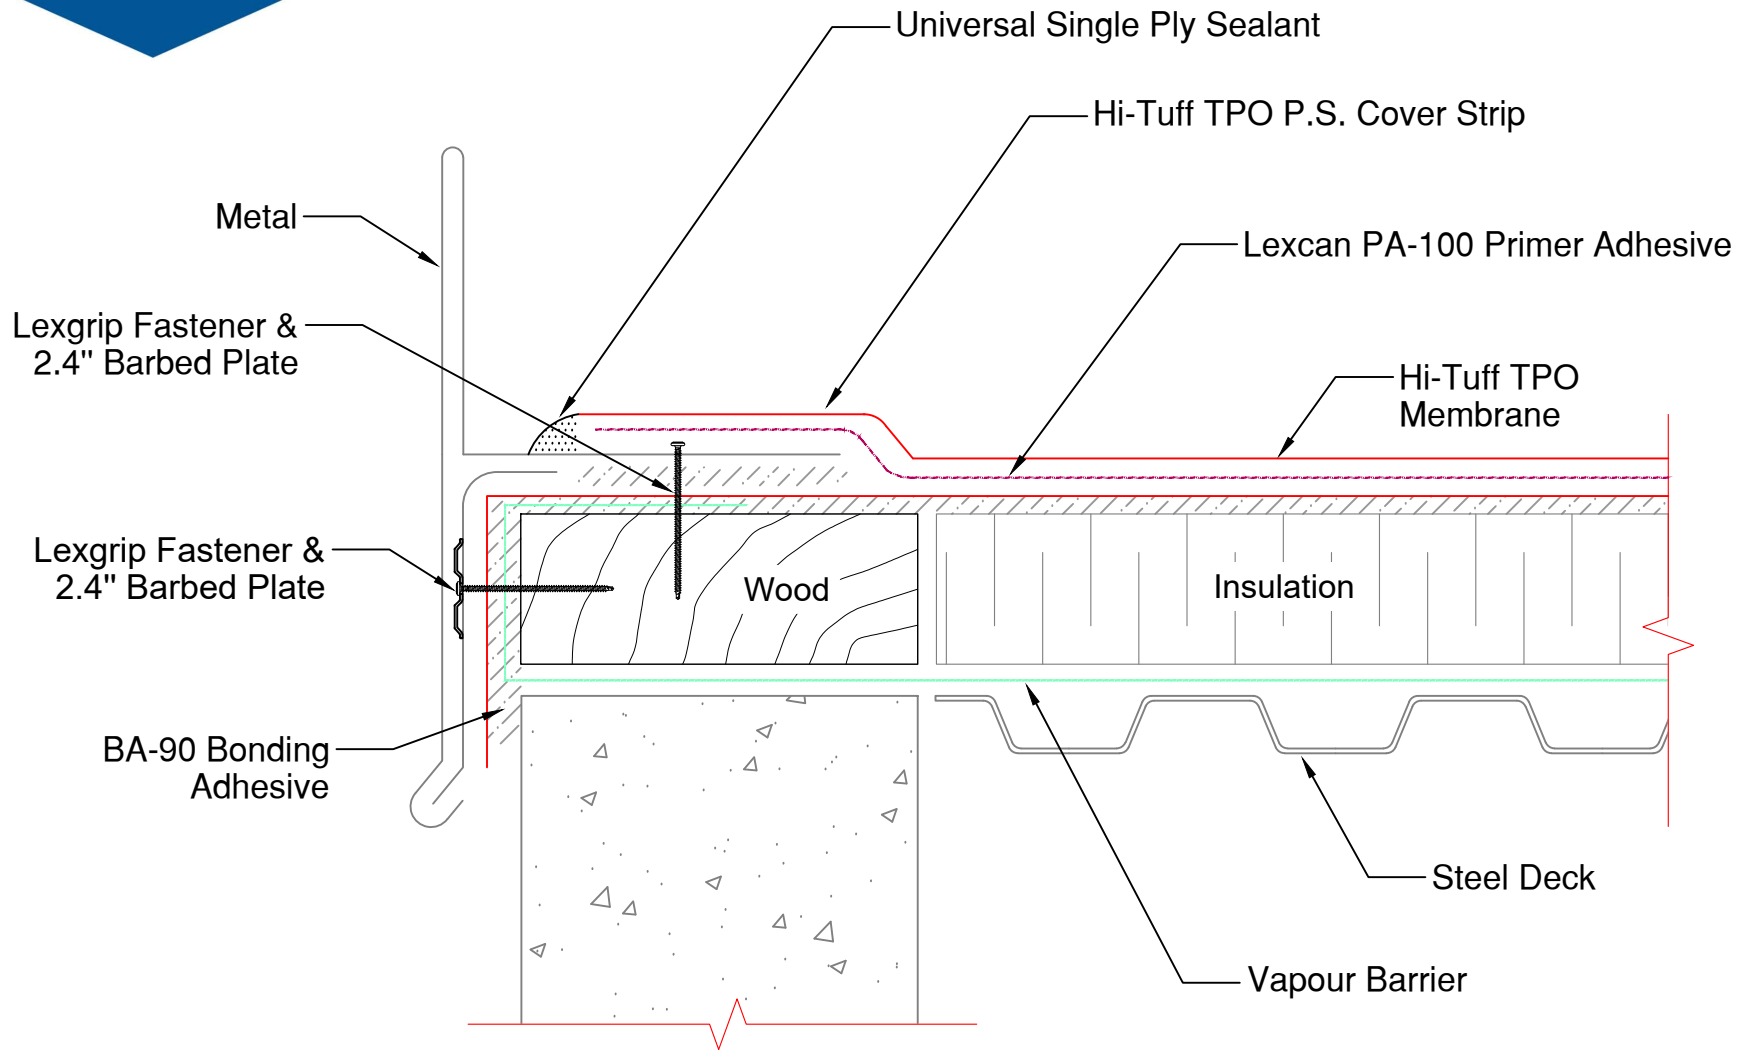 Universal Single Ply Sealant
Hi-Tuff TPO P.S. Cover Strip
Metal
Lexcan PA-100 Primer Adhesive
Lexgrip Fastener &
2.4" Barbed Plate
Hi-Tuff TPO
Membrane
Lexgrip Fastener &
2.4" Barbed Plate
Wood
Insulation
BA-90 Bonding
Adhesive
Steel Deck
Vapour Barrier